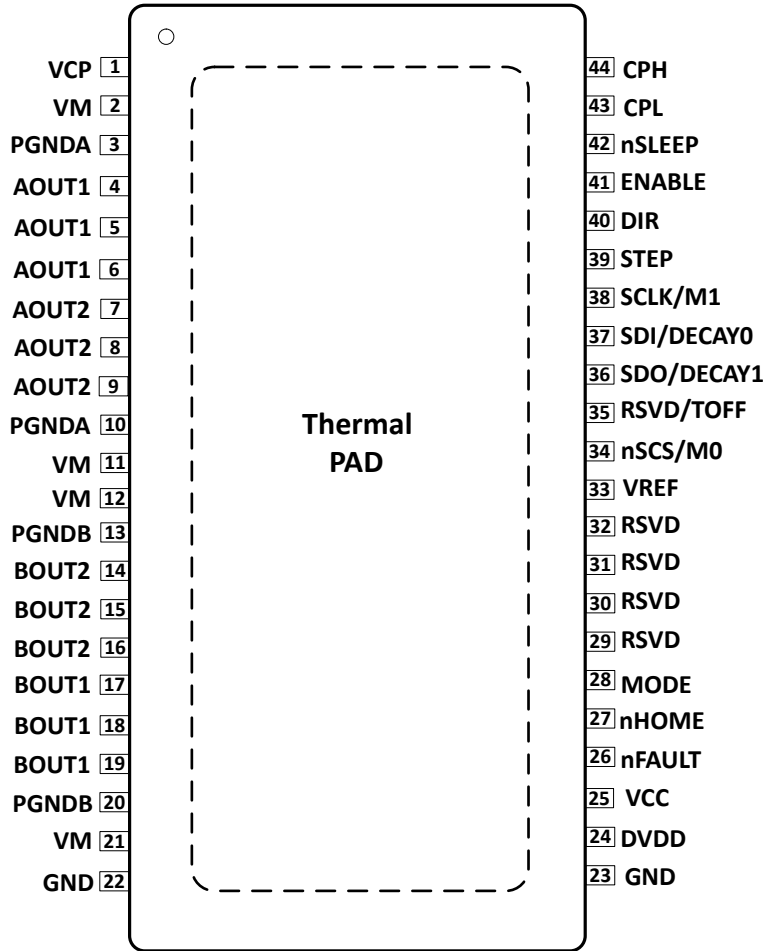 VCP 1
VM 2
PGNDA 3
AOUT1 4
AOUT1 5
AOUT1 6
AOUT2 7
AOUT2 8
AOUT2 9
PGNDA 10
VM 11
VM 12
PGNDB 13
BOUT2 14
BOUT2 15
BOUT2 16
BOUT1 17
BOUT1 18
BOUT1 19
PGNDB 20
VM 21
GND 22
Thermal
PAD
44 CPH
43 CPL
42 nSLEEP
41 ENABLE
40 DIR
39 STEP
38 SCLK/M1
37 SDI/DECAY0
36 SDO/DECAY1
35 RSVD/TOFF
34 nSCS/M0
33 VREF
32 RSVD
31 RSVD
30 RSVD
29 RSVD
28 MODE
27 nHOME
26 nFAULT
25 VCC
24 DVDD
23 GND